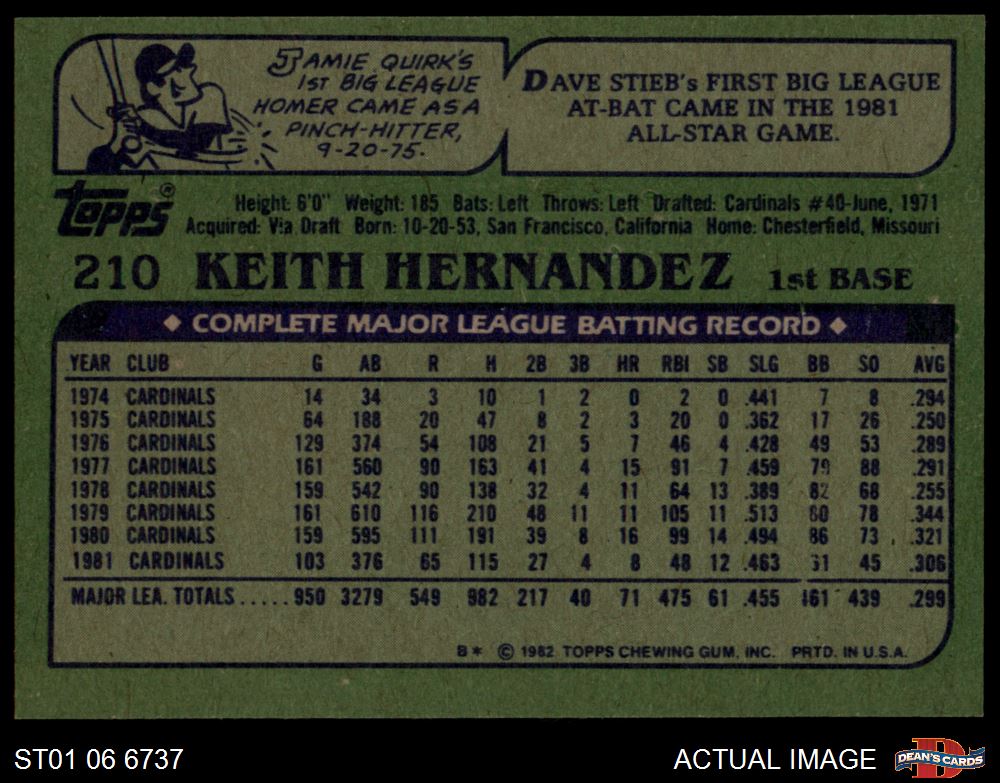 JAMIE QUIRK'S
1ST BIG LEAGUE
HOMER CAME AS A
PINCH-HITTER,
9-20-75.
DAVE STIEB'S FIRST BIG LEAGUE
AT-BAT CAME IN THE 1981
ALL-STAR GAME.
topps®
Height: 6'0" Weight: 185 Bats: Left Throws: Left Drafted: Cardinals #40-June, 1971
Acquired: Via Draft Born: 10-20-53, San Francisco, California Home: Chesterfield, Missouri
210 KEITH HERNANDEZ 1st BASE
◆ COMPLETE MAJOR LEAGUE BATTING RECORD ◆
YEAR CLUB G AB R H 2B 3B HR RBI SB SLG BB SO AVG
1974 CARDINALS 14 34 3 10 1 2 0 2 0 .441 7 8 .294
1975 CARDINALS 64 188 20 47 8 2 3 20 0 .362 17 26 .250
1976 CARDINALS 129 374 54 108 21 5 7 46 4 .428 49 53 .289
1977 CARDINALS 161 560 90 163 41 4 15 91 7 .459 79 88 .291
1978 CARDINALS 159 542 90 138 32 4 11 64 13 .389 82 68 .255
1979 CARDINALS 161 610 116 210 48 11 11 105 11 .513 80 78 .344
1980 CARDINALS 159 595 111 191 39 8 16 99 14 .494 86 73 .321
1981 CARDINALS 103 376 65 115 27 4 8 48 12 .463 61 45 .306
MAJOR LEA. TOTALS..... 950 3279 549 982 217 40 71 475 61 .455 461 439 .299
B* © 1982 TOPPS CHEWING GUM, INC. PRTD. IN U.S.A.
ST01 06 6737
ACTUAL IMAGE
D
DEAN'S CARDS